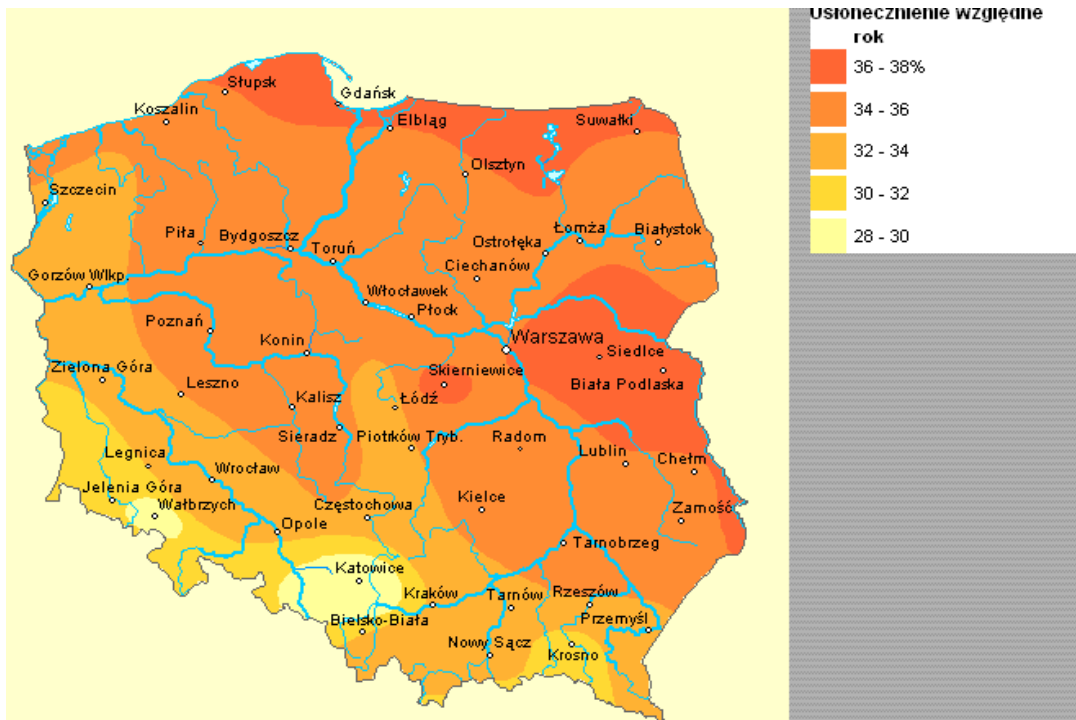 Usłonecznienie względne
rok
36 - 38%
34 - 36
32 - 34
30 - 32
28 - 30
Słupsk
Gdańsk
Koszalin
Elbląg
Suwałki
Olsztyn
Szczecin
Piła
Bydgoszcz
Toruń
Ostrołęka
Łomża
Białystok
Ciechanów
Gorzów Wlkp.
Włocławek
Płock
Poznań
Konin
Warszawa
Siedlce
Zielona Góra
Leszno
Skierniewice
Biała Podlaska
Kalisz
Łódź
Sieradz
Piotrków Tryb.
Radom
Lublin
Chełm
Legnica
Wrocław
Jelenia Góra
Wałbrzych
Częstochowa
Kielce
Zamość
Opole
Tarnobrzeg
Katowice
Kraków
Tarnów
Rzeszów
Bielsko-Biała
Przemyśl
Nowy Sącz
Krosno